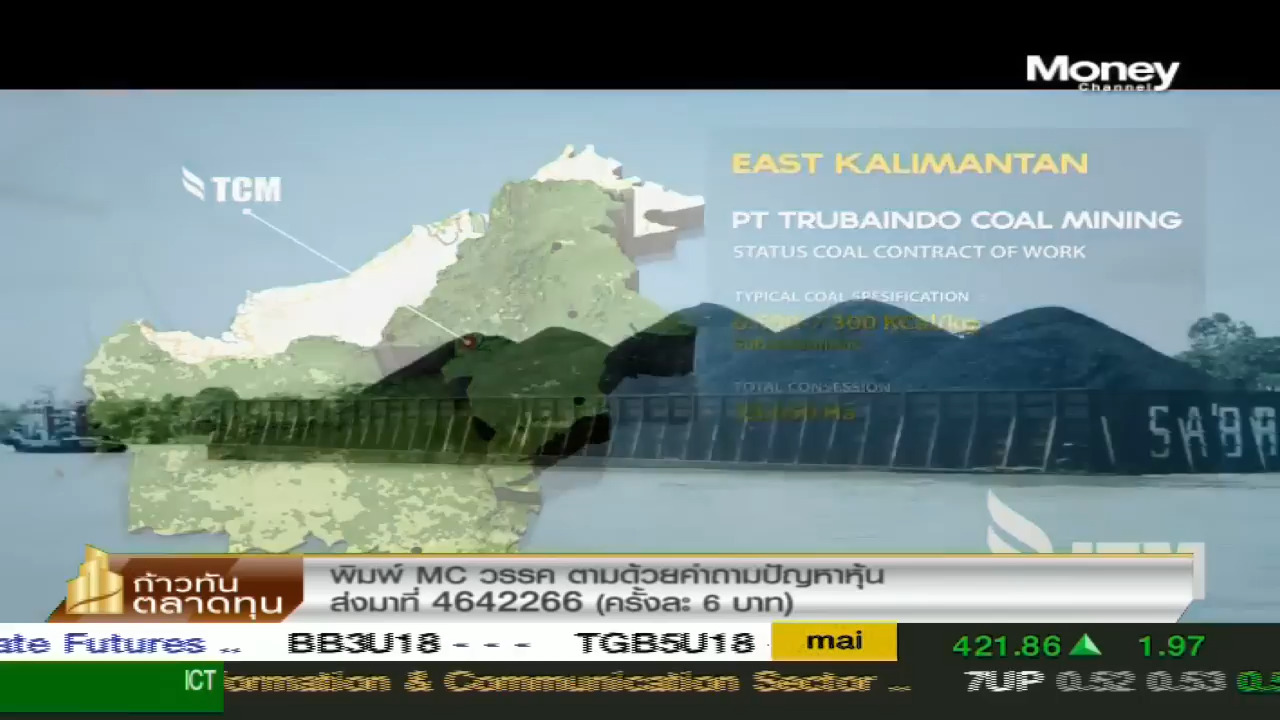 Money
Channel
TCM
EAST KALIMANTAN
PT TRUBAINDO COAL MINING
STATUS COAL CONTRACT OF WORK
TYPICAL COAL SPESIFICATION
TOTAL CONSESSION
SA'BA
ก้าวทัน
ตลาดทุน
พิมพ์ MC วรรค ตามด้วยคำถามปัญหาหุ้น
ส่งมาที่ 4642266 (ครั้งละ 6 บาท)
ate Futures .. BB3U18 - - - TGB5U18 mai 421.86 ▲ 1.97
ICT formation & Communication Sector .. 7UP 0.52 0.53